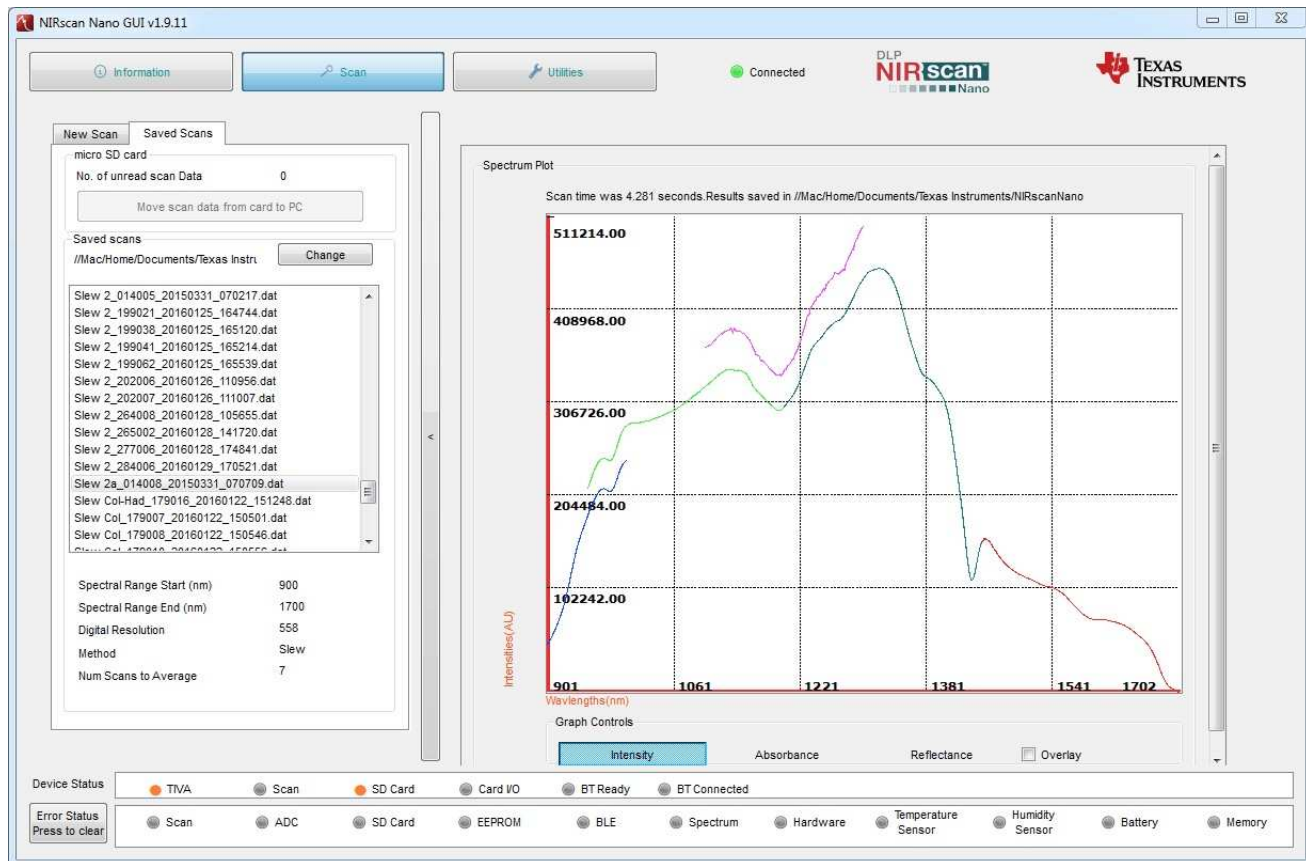 NIRscan Nano GUI v1.9.11
Information
Scan
Utilities
Connected
DLP
NIRscan
Nano
TEXAS
INSTRUMENTS
New Scan
Saved Scans
micro SD card
No. of unread scan Data 0
Move scan data from card to PC
Saved scans
//Mac/Home/Documents/Texas Instru
Change
Slew 2_014005_20150331_070217.dat
Slew 2_199021_20160125_164744.dat
Slew 2_199038_20160125_165120.dat
Slew 2_199041_20160125_165214.dat
Slew 2_199062_20160125_165539.dat
Slew 2_202006_20160126_110956.dat
Slew 2_202007_20160126_111007.dat
Slew 2_264008_20160128_105655.dat
Slew 2_265002_20160128_141720.dat
Slew 2_277006_20160128_174841.dat
Slew 2_284006_20160129_170521.dat
Slew 2a_014008_20150331_070709.dat
Slew Col-Had_179016_20160122_151248.dat
Slew Col_179007_20160122_150501.dat
Slew Col_179008_20160122_150546.dat
Spectral Range Start (nm) 900
Spectral Range End (nm) 1700
Digital Resolution 558
Method Slew
Num Scans to Average 7
<
Spectrum Plot
Scan time was 4.281 seconds.Results saved in //Mac/Home/Documents/Texas Instruments/NIRscanNano
511214.00
408968.00
306726.00
204484.00
102242.00
Intensities(AU)
901 1061 1221 1381 1541 1702
Wavlengths(nm)
Graph Controls
Intensity
Absorbance
Reflectance
Overlay
Device Status
TIVA
Scan
SD Card
Card I/O
BT Ready
BT Connected
Error Status
Press to clear
Scan
ADC
SD Card
EEPROM
BLE
Spectrum
Hardware
Temperature
Sensor
Humidity
Sensor
Battery
Memory